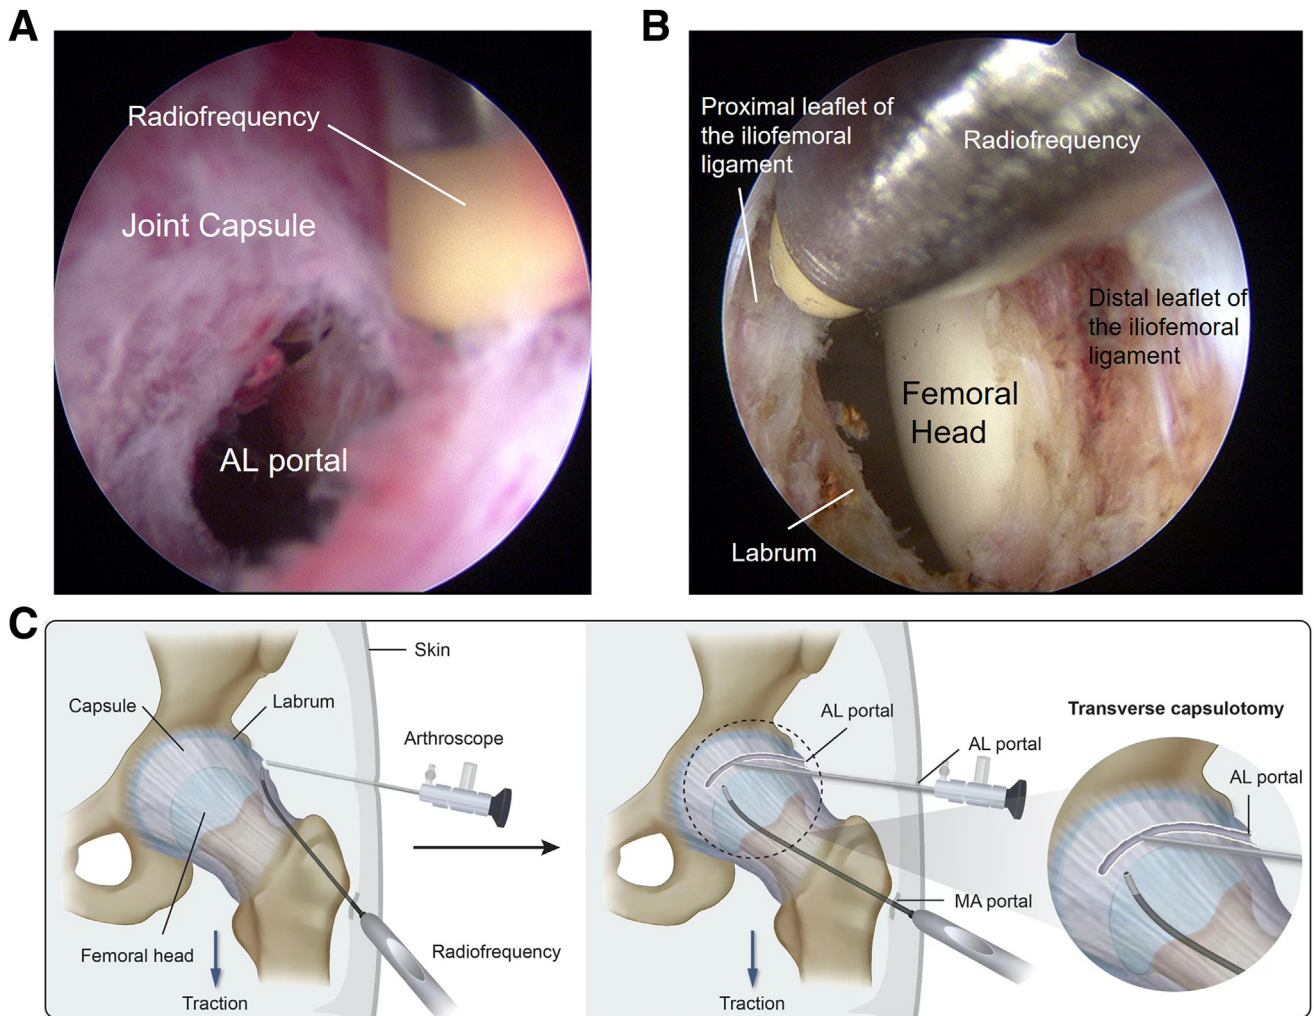 A
Radiofrequency
Joint Capsule
AL portal
B
Proximal leaflet of
the iliofemoral
ligament
Radiofrequency
Distal leaflet of
the iliofemoral
ligament
Femoral
Head
Labrum
C
Skin
Capsule
Labrum
Arthroscope
Femoral head
Radiofrequency
Traction
AL portal
AL portal
MA portal
Traction
Transverse capsulotomy
AL portal